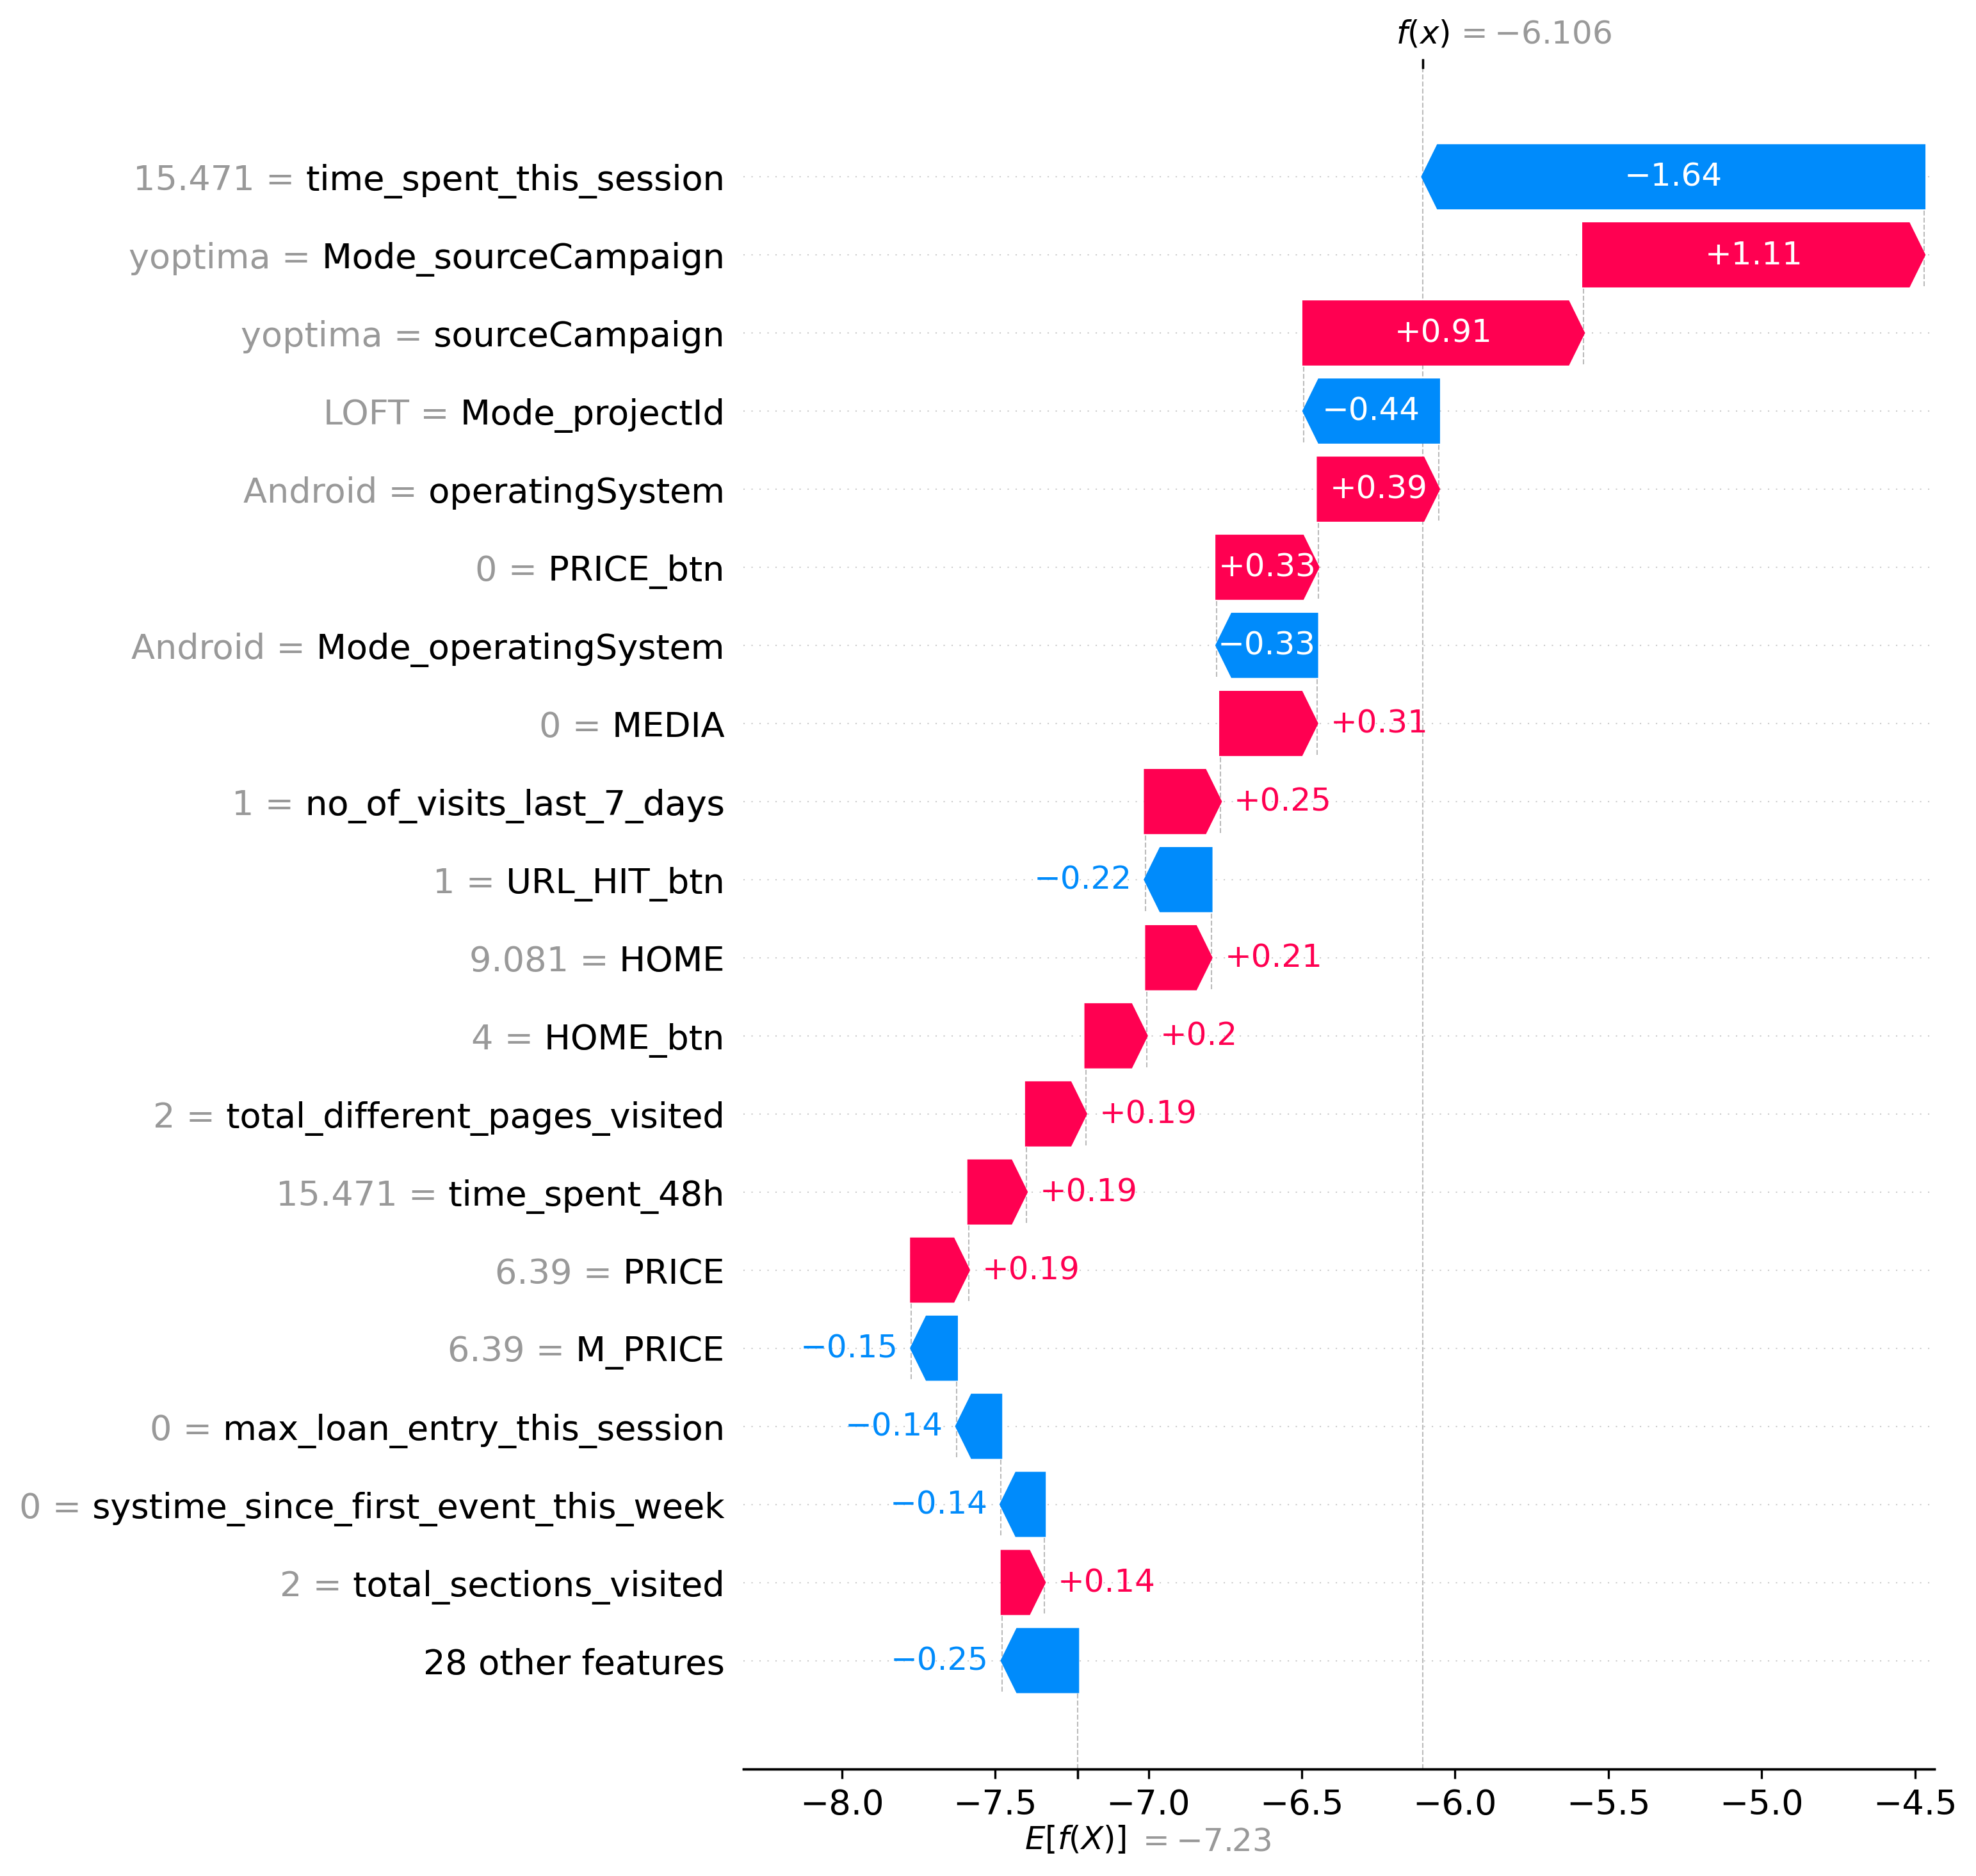 f(x) = −6.106
15.471 = time_spent_this_session −1.64
yoptima = Mode_sourceCampaign +1.11
yoptima = sourceCampaign +0.91
LOFT = Mode_projectId −0.44
Android = operatingSystem +0.39
0 = PRICE_btn +0.33
Android = Mode_operatingSystem −0.33
0 = MEDIA +0.31
1 = no_of_visits_last_7_days +0.25
1 = URL_HIT_btn −0.22
9.081 = HOME +0.21
4 = HOME_btn +0.2
2 = total_different_pages_visited +0.19
15.471 = time_spent_48h +0.19
6.39 = PRICE +0.19
6.39 = M_PRICE −0.15
0 = max_loan_entry_this_session −0.14
0 = systime_since_first_event_this_week −0.14
2 = total_sections_visited +0.14
28 other features −0.25
−8.0 −7.5 −7.0 −6.5 −6.0 −5.5 −5.0 −4.5
E[f(X)] = −7.23